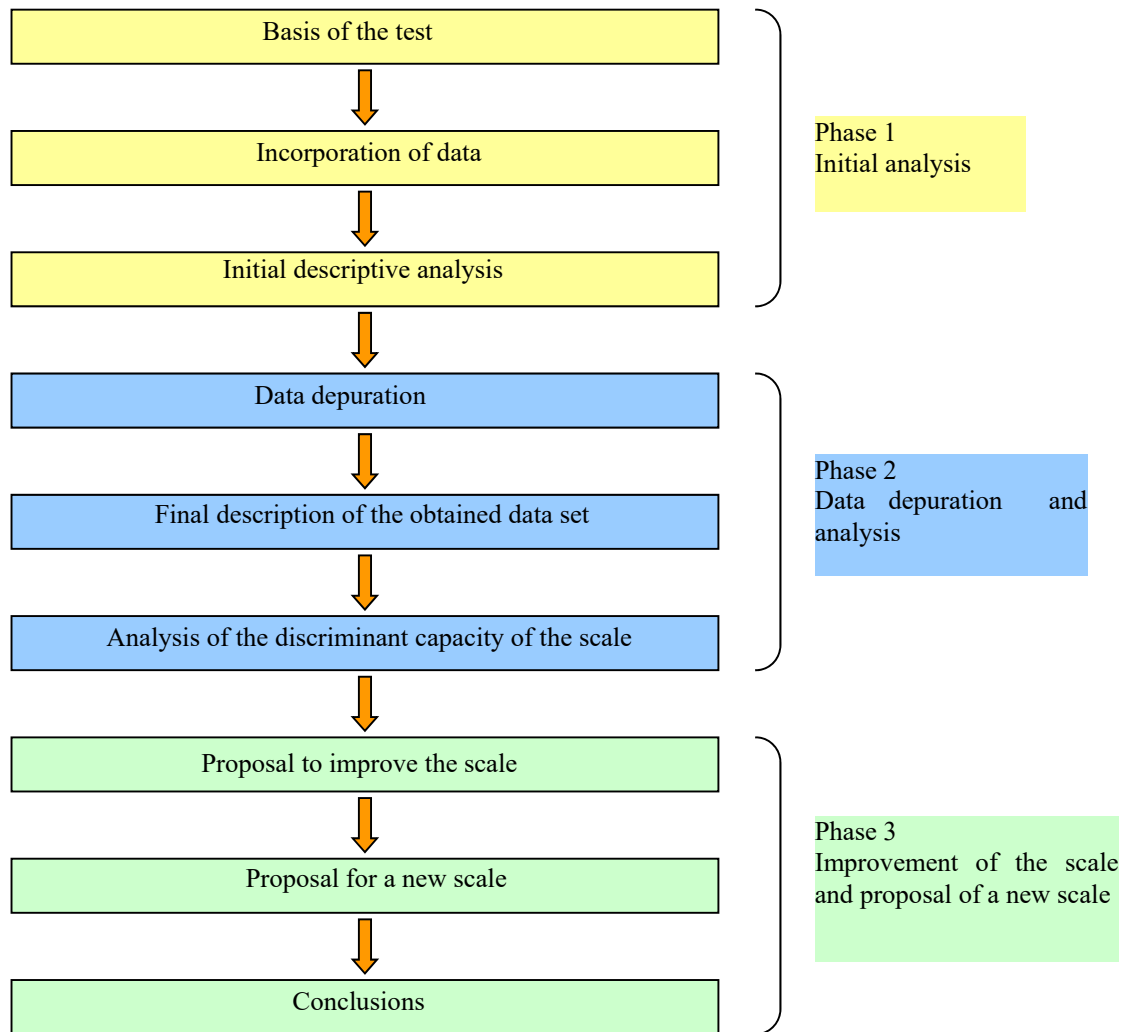 Basis of the test
Incorporation of data
Initial descriptive analysis
Phase 1
Initial analysis
Data depuration
Final description of the obtained data set
Analysis of the discriminant capacity of the scale
Phase 2
Data depuration and
analysis
Proposal to improve the scale
Proposal for a new scale
Conclusions
Phase 3
Improvement of the scale
and proposal of a new scale